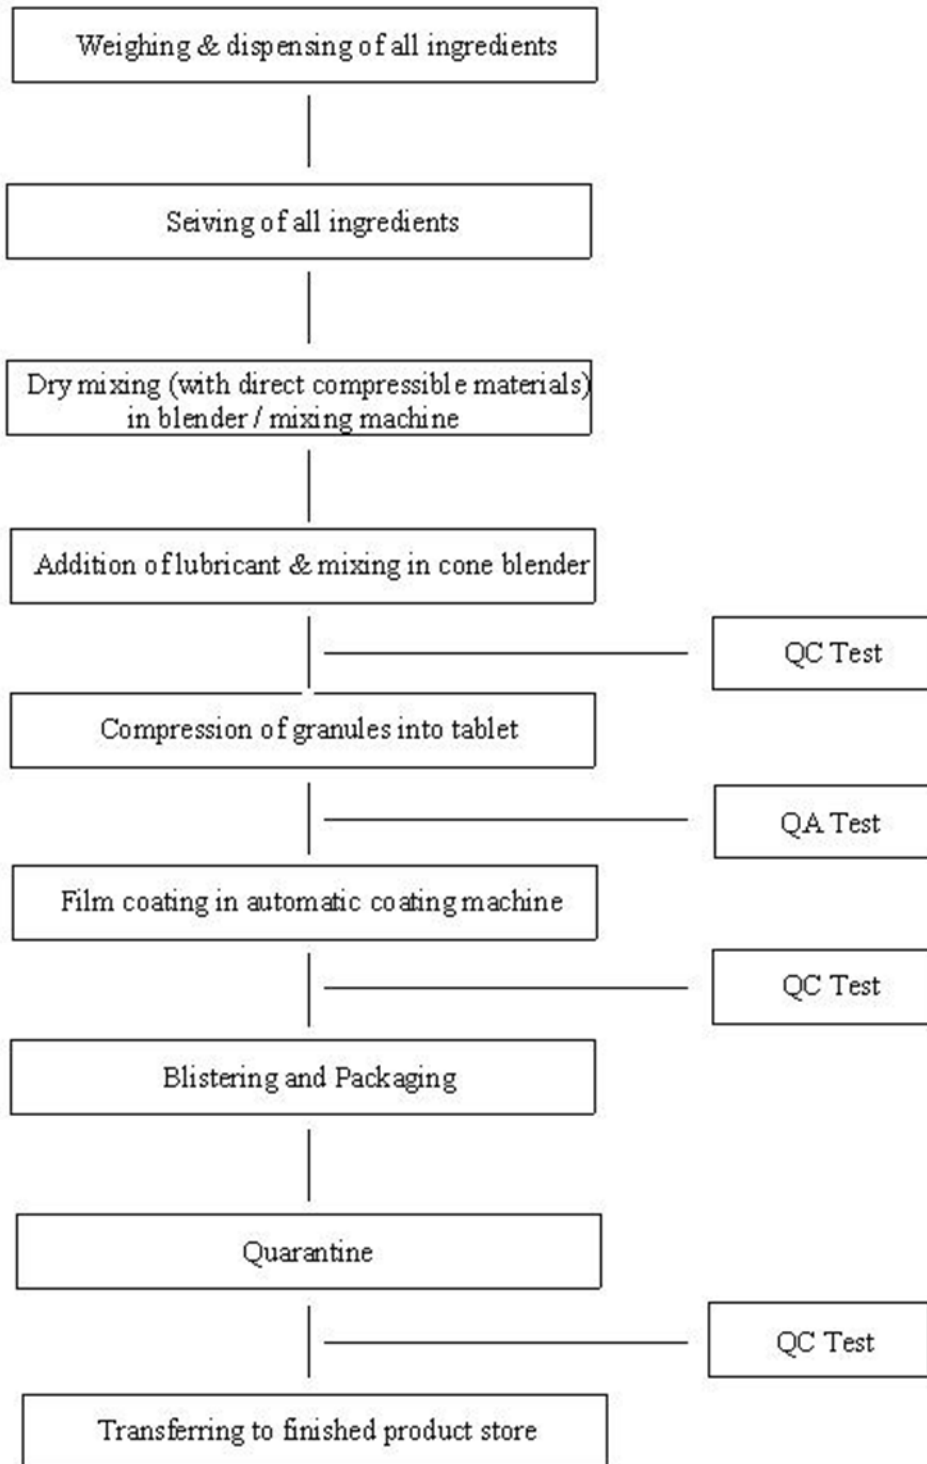 Weighing & dispensing of all ingredients
Seiving of all ingredients
Dry mixing (with direct compressible materials)
in blender / mixing machine
Addition of lubricant & mixing in cone blender
QC Test
Compression of granules into tablet
QA Test
Film coating in automatic coating machine
QC Test
Blistering and Packaging
Quarantine
QC Test
Transferring to finished product store